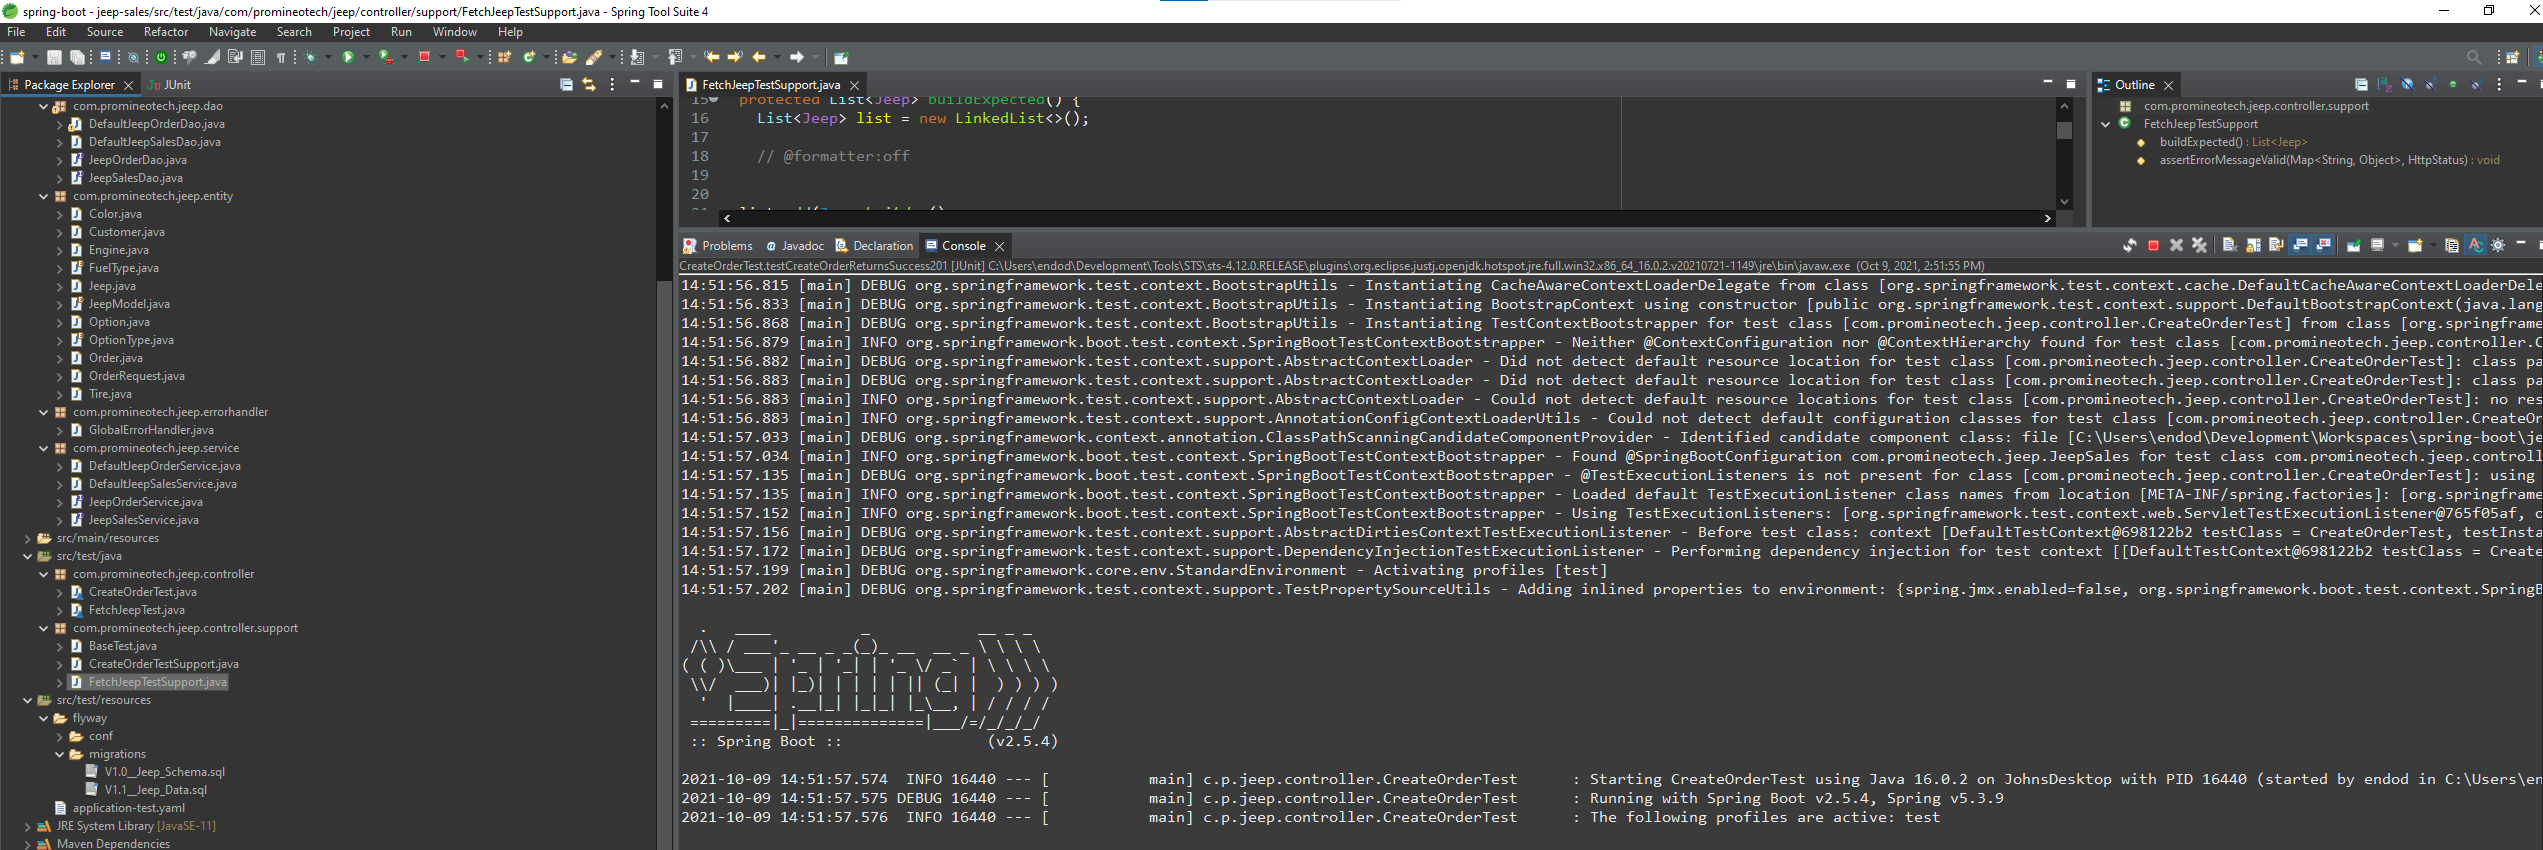 spring-boot - jeep-sales/src/test/java/com/promineotech/jeep/controller/support/FetchJeepTestSupport.java - Spring Tool Suite 4
File Edit Source Refactor Navigate Search Project Run Window Help
Package Explorer
JUnit
com.promineotech.jeep.dao
DefaultJeepOrderDao.java
DefaultJeepSalesDao.java
JeepOrderDao.java
JeepSalesDao.java
com.promineotech.jeep.entity
Color.java
Customer.java
Engine.java
FuelType.java
Jeep.java
JeepModel.java
Option.java
OptionType.java
Order.java
OrderRequest.java
Tire.java
com.promineotech.jeep.errorhandler
GlobalErrorHandler.java
com.promineotech.jeep.service
DefaultJeepOrderService.java
DefaultJeepSalesService.java
JeepOrderService.java
JeepSalesService.java
src/main/resources
src/test/java
com.promineotech.jeep.controller
CreateOrderTest.java
FetchJeepTest.java
com.promineotech.jeep.controller.support
BaseTest.java
CreateOrderTestSupport.java
FetchJeepTestSupport.java
src/test/resources
flyway
conf
migrations
V1.0__Jeep_Schema.sql
V1.1__Jeep_Data.sql
application-test.yaml
JRE System Library [JavaSE-11]
Maven Dependencies
FetchJeepTestSupport.java
15 protected List<Jeep> buildExpected() {
16 List<Jeep> list = new LinkedList<>();
17
18 // @formatter:off
19
20
Outline
com.promineotech.jeep.controller.support
FetchJeepTestSupport
buildExpected() : List<Jeep>
assertErrorMessageValid(Map<String, Object>, HttpStatus) : void
Problems Javadoc Declaration Console
CreateOrderTest.testCreateOrderReturnsSuccess201 [JUnit] C:\Users\endod\Development\Tools\STS\sts-4.12.0.RELEASE\plugins\org.eclipse.justj.openjdk.hotspot.jre.full.win32.x86_64_16.0.2.v20210721-1149\jre\bin\javaw.exe (Oct 9, 2021, 2:51:55 PM)
14:51:56.815 [main] DEBUG org.springframework.test.context.BootstrapUtils - Instantiating CacheAwareContextLoaderDelegate from class [org.springframework.test.context.cache.DefaultCacheAwareContextLoaderDele
14:51:56.833 [main] DEBUG org.springframework.test.context.BootstrapUtils - Instantiating BootstrapContext using constructor [public org.springframework.test.context.support.DefaultBootstrapContext(java.lang
14:51:56.868 [main] DEBUG org.springframework.test.context.BootstrapUtils - Instantiating TestContextBootstrapper for test class [com.promineotech.jeep.controller.CreateOrderTest] from class [org.springframe
14:51:56.879 [main] INFO org.springframework.boot.test.context.SpringBootTestContextBootstrapper - Neither @ContextConfiguration nor @ContextHierarchy found for test class [com.promineotech.jeep.controller.C
14:51:56.882 [main] DEBUG org.springframework.test.context.support.AbstractContextLoader - Did not detect default resource location for test class [com.promineotech.jeep.controller.CreateOrderTest]: class pa
14:51:56.883 [main] DEBUG org.springframework.test.context.support.AbstractContextLoader - Did not detect default resource location for test class [com.promineotech.jeep.controller.CreateOrderTest]: class pa
14:51:56.883 [main] INFO org.springframework.test.context.support.AbstractContextLoader - Could not detect default resource locations for test class [com.promineotech.jeep.controller.CreateOrderTest]: no res
14:51:56.883 [main] INFO org.springframework.test.context.support.AnnotationConfigContextLoaderUtils - Could not detect default configuration classes for test class [com.promineotech.jeep.controller.CreateOr
14:51:57.033 [main] DEBUG org.springframework.context.annotation.ClassPathScanningCandidateComponentProvider - Identified candidate component class: file [C:\Users\endod\Development\Workspaces\spring-boot\je
14:51:57.034 [main] INFO org.springframework.boot.test.context.SpringBootTestContextBootstrapper - Found @SpringBootConfiguration com.promineotech.jeep.JeepSales for test class com.promineotech.jeep.controll
14:51:57.135 [main] DEBUG org.springframework.boot.test.context.SpringBootTestContextBootstrapper - @TestExecutionListeners is not present for class [com.promineotech.jeep.controller.CreateOrderTest]: using
14:51:57.135 [main] INFO org.springframework.boot.test.context.SpringBootTestContextBootstrapper - Loaded default TestExecutionListener class names from location [META-INF/spring.factories]: [org.springframe
14:51:57.152 [main] INFO org.springframework.boot.test.context.SpringBootTestContextBootstrapper - Using TestExecutionListeners: [org.springframework.test.context.web.ServletTestExecutionListener@765f05af, o
14:51:57.156 [main] DEBUG org.springframework.test.context.support.AbstractDirtiesContextTestExecutionListener - Before test class: context [DefaultTestContext@698122b2 testClass = CreateOrderTest, testInsta
14:51:57.172 [main] DEBUG org.springframework.test.context.support.DependencyInjectionTestExecutionListener - Performing dependency injection for test context [[DefaultTestContext@698122b2 testClass = Create
14:51:57.199 [main] DEBUG org.springframework.core.env.StandardEnvironment - Activating profiles [test]
14:51:57.202 [main] DEBUG org.springframework.test.context.support.TestPropertySourceUtils - Adding inlined properties to environment: {spring.jmx.enabled=false, org.springframework.boot.test.context.SpringB
Spring
:: Spring Boot :: (v2.5.4)
2021-10-09 14:51:57.574 INFO 16440 --- [ main] c.p.jeep.controller.CreateOrderTest : Starting CreateOrderTest using Java 16.0.2 on JohnsDesktop with PID 16440 (started by endod in C:\Users\en
2021-10-09 14:51:57.575 DEBUG 16440 --- [ main] c.p.jeep.controller.CreateOrderTest : Running with Spring Boot v2.5.4, Spring v5.3.9
2021-10-09 14:51:57.576 INFO 16440 --- [ main] c.p.jeep.controller.CreateOrderTest : The following profiles are active: test